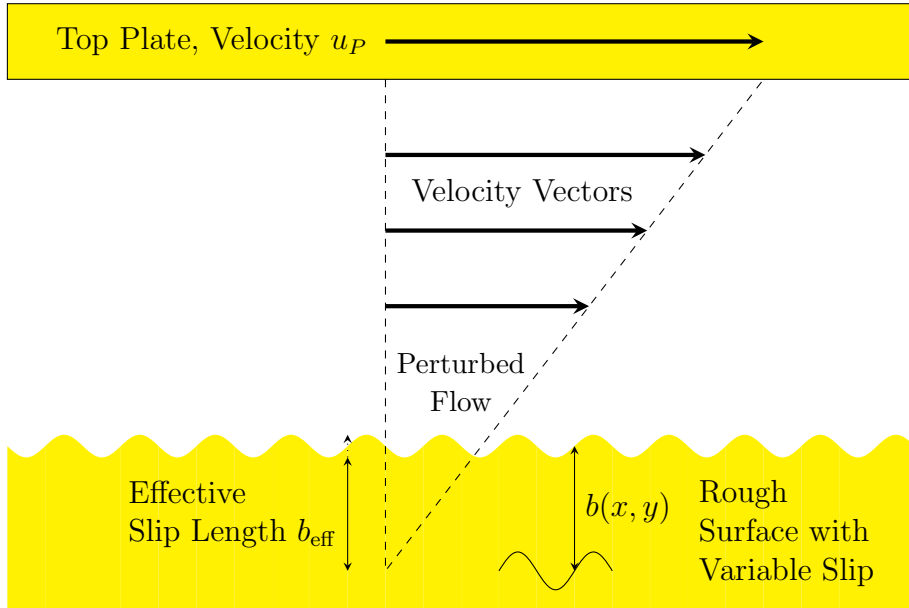 Top Plate, Velocity u_P
Velocity Vectors
Perturbed
Flow
Effective
Slip Length b_eff
b(x, y)
Rough
Surface with
Variable Slip